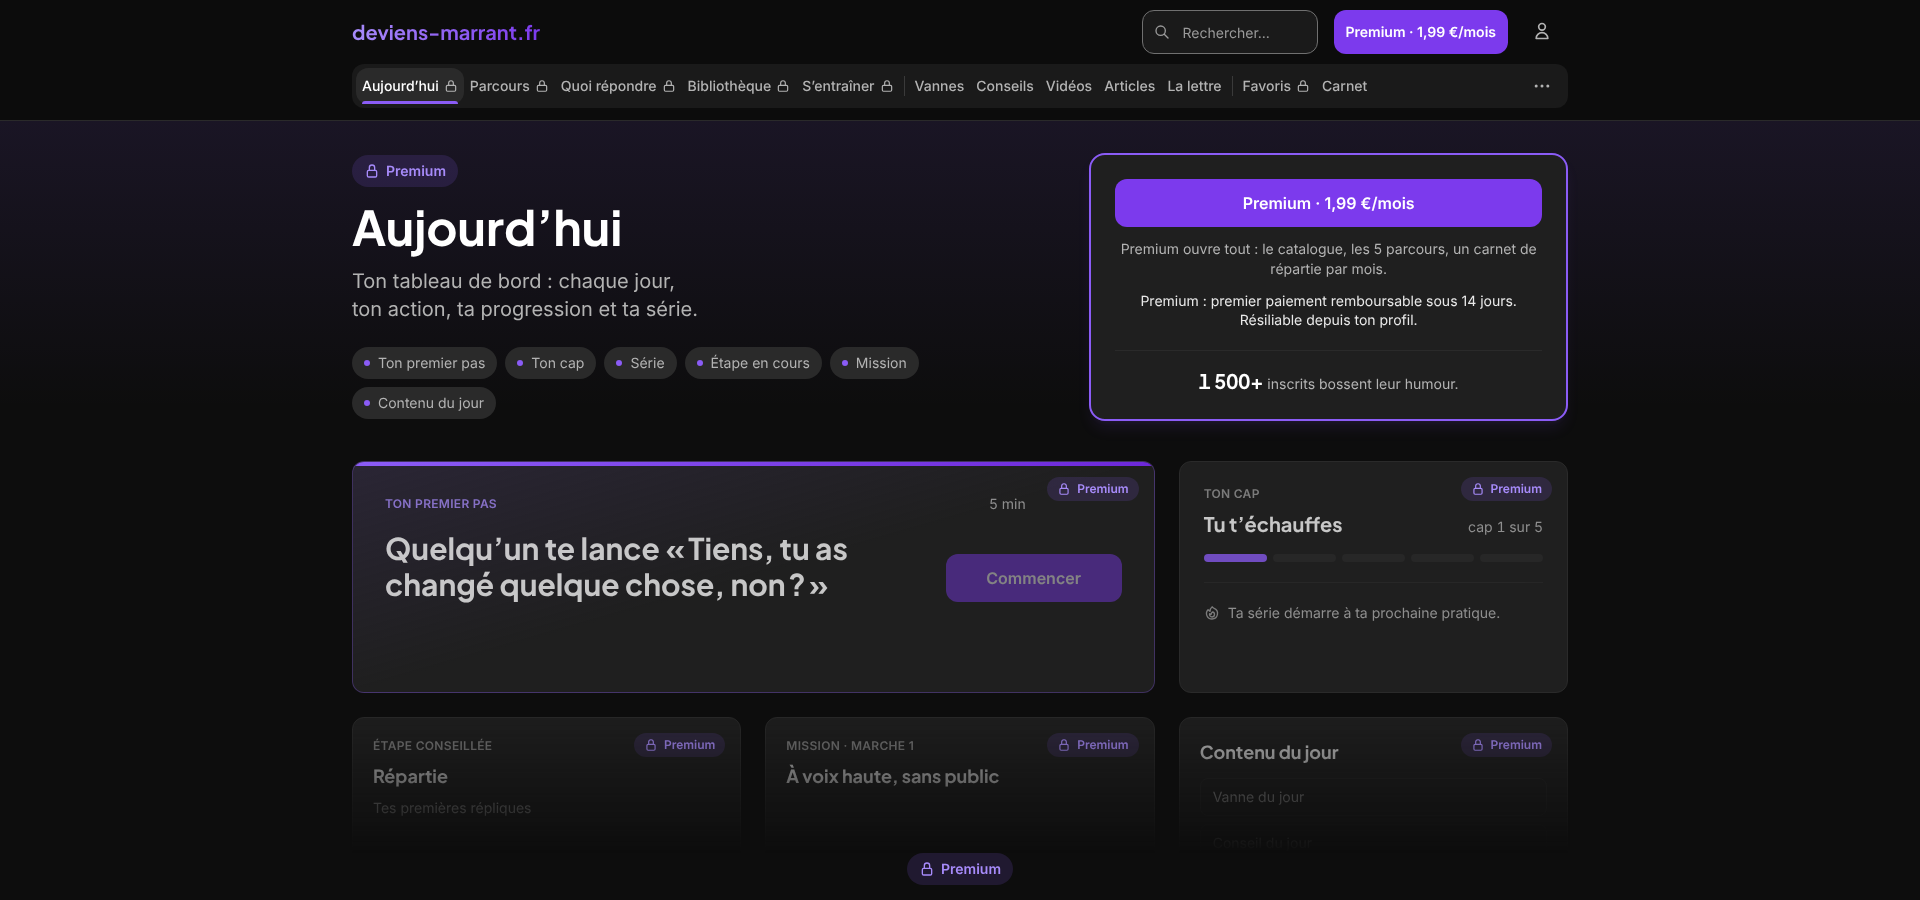 deviens-marrant.fr
Rechercher...
Premium · 1,99 €/mois
Aujourd’hui
Parcours
Quoi répondre
Bibliothèque
S’entraîner
Vannes
Conseils
Vidéos
Articles
La lettre
Favoris
Carnet
Premium
Aujourd’hui
Ton tableau de bord : chaque jour,
ton action, ta progression et ta série.
Ton premier pas
Ton cap
Série
Étape en cours
Mission
Contenu du jour
Premium · 1,99 €/mois
Premium ouvre tout : le catalogue, les 5 parcours, un carnet de
répartie par mois.
Premium : premier paiement remboursable sous 14 jours.
Résiliable depuis ton profil.
1 500+ inscrits bossent leur humour.
TON PREMIER PAS
5 min
Premium
Quelqu’un te lance « Tiens, tu as
changé quelque chose, non ? »
Commencer
TON CAP
Premium
Tu t’échauffes
cap 1 sur 5
Ta série démarre à ta prochaine pratique.
ÉTAPE CONSEILLÉE
Premium
Répartie
Tes premières répliques
MISSION · MARCHE 1
Premium
À voix haute, sans public
Contenu du jour
Premium
Vanne du jour
Conseil du jour
Premium